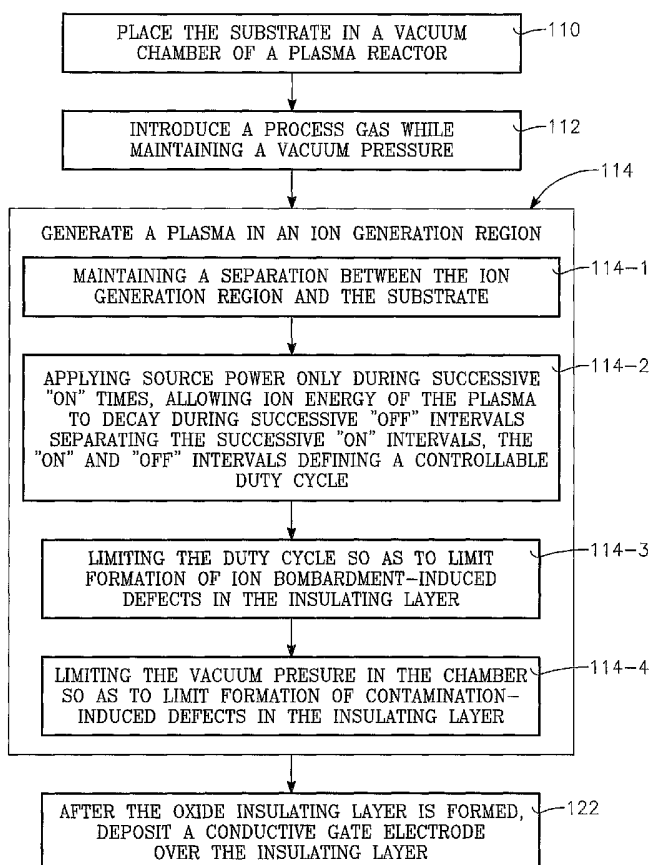 PLACE THE SUBSTRATE IN A VACUUM
CHAMBER OF A PLASMA REACTOR
110
INTRODUCE A PROCESS GAS WHILE
MAINTAINING A VACUUM PRESSURE
112
114
GENERATE A PLASMA IN AN ION GENERATION REGION
MAINTAINING A SEPARATION BETWEEN THE ION
GENERATION REGION AND THE SUBSTRATE
114-1
APPLYING SOURCE POWER ONLY DURING SUCCESSIVE
"ON" TIMES, ALLOWING ION ENERGY OF THE PLASMA
TO DECAY DURING SUCCESSIVE "OFF" INTERVALS
SEPARATING THE SUCCESSIVE "ON" INTERVALS, THE
"ON" AND "OFF" INTERVALS DEFINING A CONTROLLABLE
DUTY CYCLE
114-2
LIMITING THE DUTY CYCLE SO AS TO LIMIT
FORMATION OF ION BOMBARDMENT-INDUCED
DEFECTS IN THE INSULATING LAYER
114-3
LIMITING THE VACUUM PRESURE IN THE CHAMBER
SO AS TO LIMIT FORMATION OF CONTAMINATION-
INDUCED DEFECTS IN THE INSULATING LAYER
114-4
AFTER THE OXIDE INSULATING LAYER IS FORMED,
DEPOSIT A CONDUCTIVE GATE ELECTRODE
OVER THE INSULATING LAYER
122